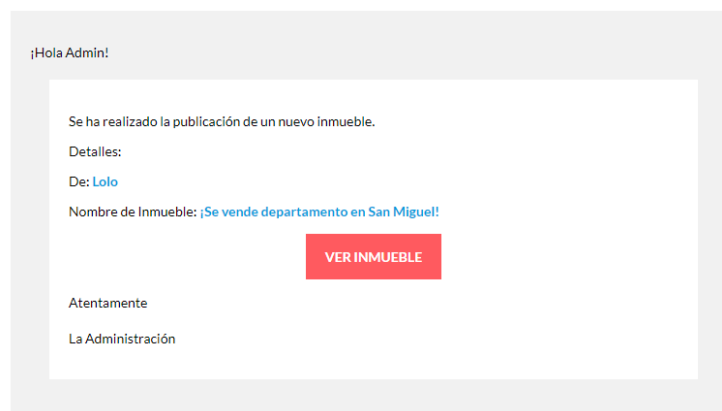 ¡Hola Admin!
Se ha realizado la publicación de un nuevo inmueble.
Detalles:
De: Lolo
Nombre de Inmueble: ¡Se vende departamento en San Miguel!
VER INMUEBLE
Atentamente
La Administración